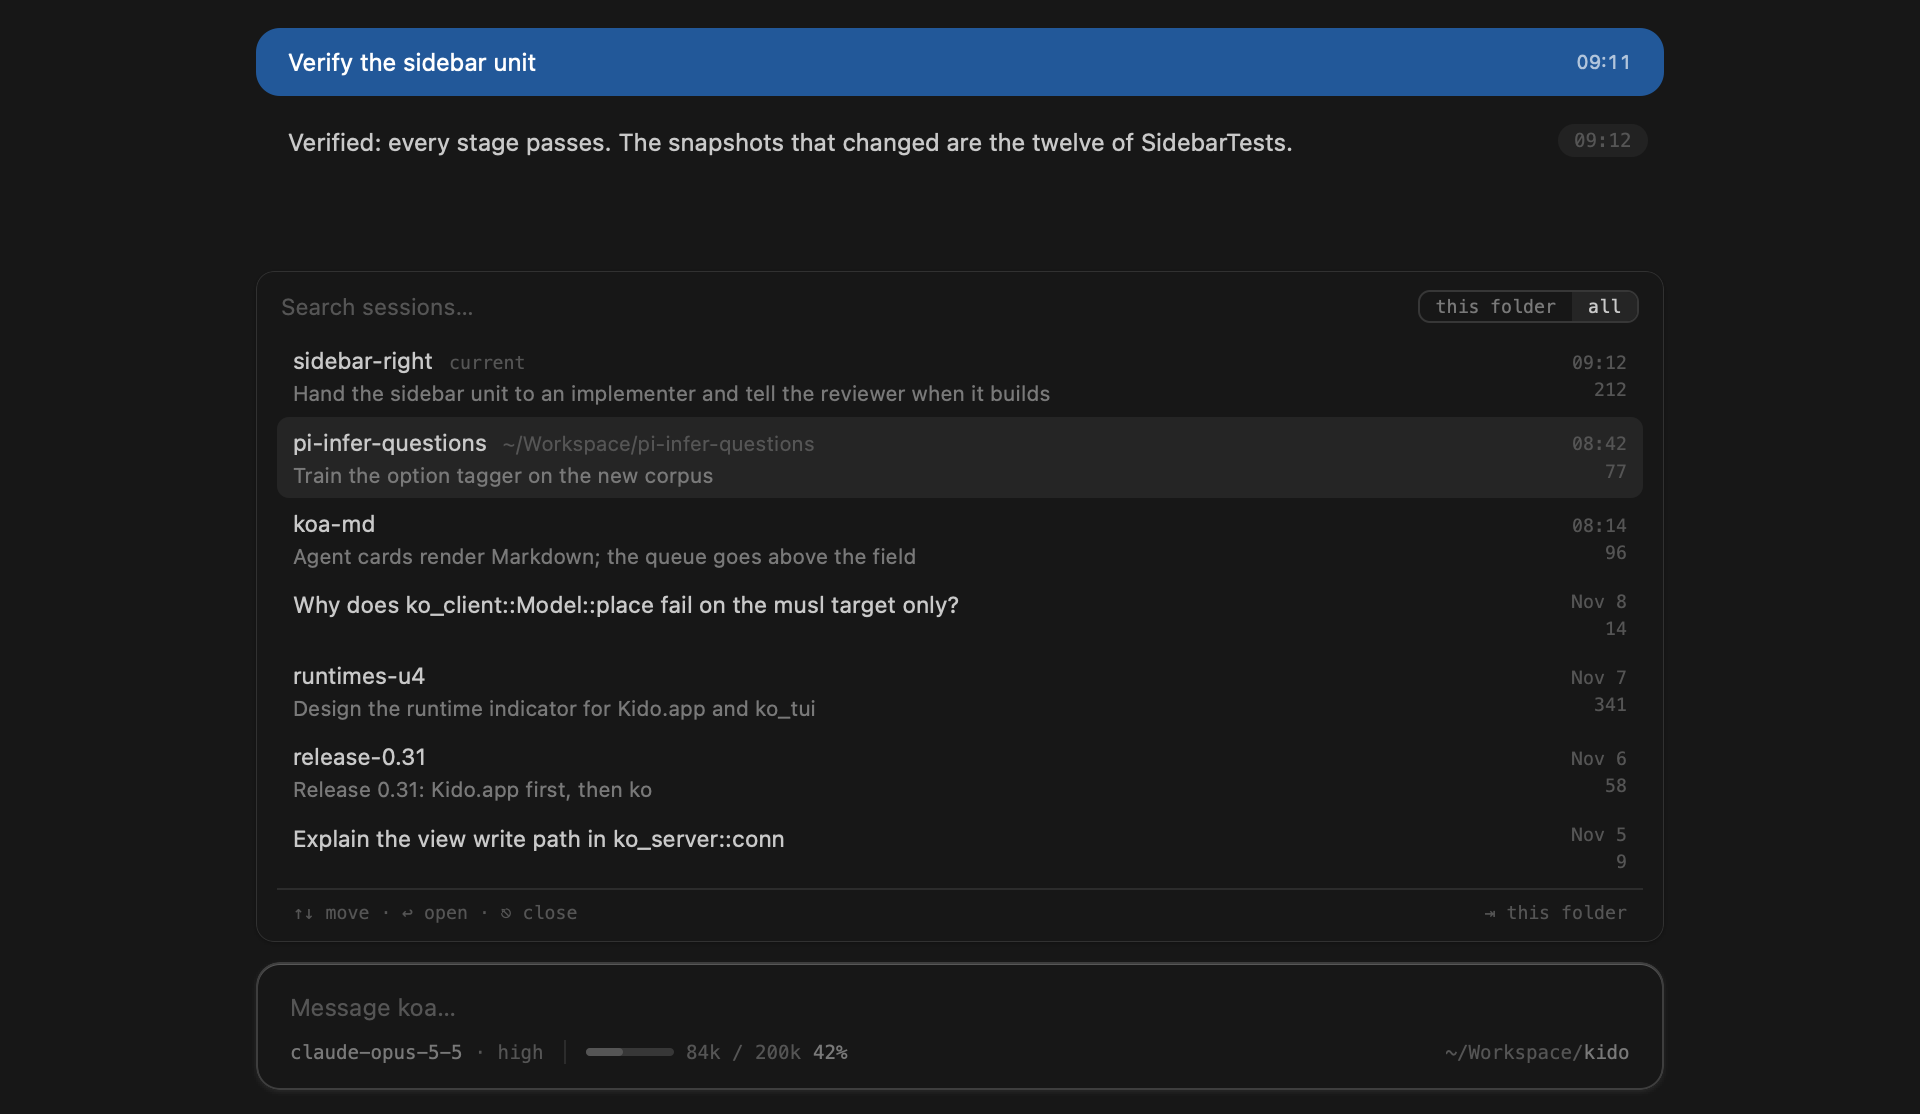 Verify the sidebar unit 09:11
Verified: every stage passes. The snapshots that changed are the twelve of SidebarTests. 09:12
Search sessions... this folder all
sidebar-right current 09:12
Hand the sidebar unit to an implementer and tell the reviewer when it builds 212
pi-infer-questions ~/Workspace/pi-infer-questions 08:42
Train the option tagger on the new corpus 77
koa-md 08:14
Agent cards render Markdown; the queue goes above the field 96
Why does ko_client::Model::place fail on the musl target only? Nov 8
14
runtimes-u4 Nov 7
Design the runtime indicator for Kido.app and ko_tui 341
release-0.31 Nov 6
Release 0.31: Kido.app first, then ko 58
Explain the view write path in ko_server::conn Nov 5
9
↑↓ move · ↩ open · ⎋ close ⇥ this folder
Message koa...
claude-opus-5-5 · high 84k / 200k 42% ~/Workspace/kido